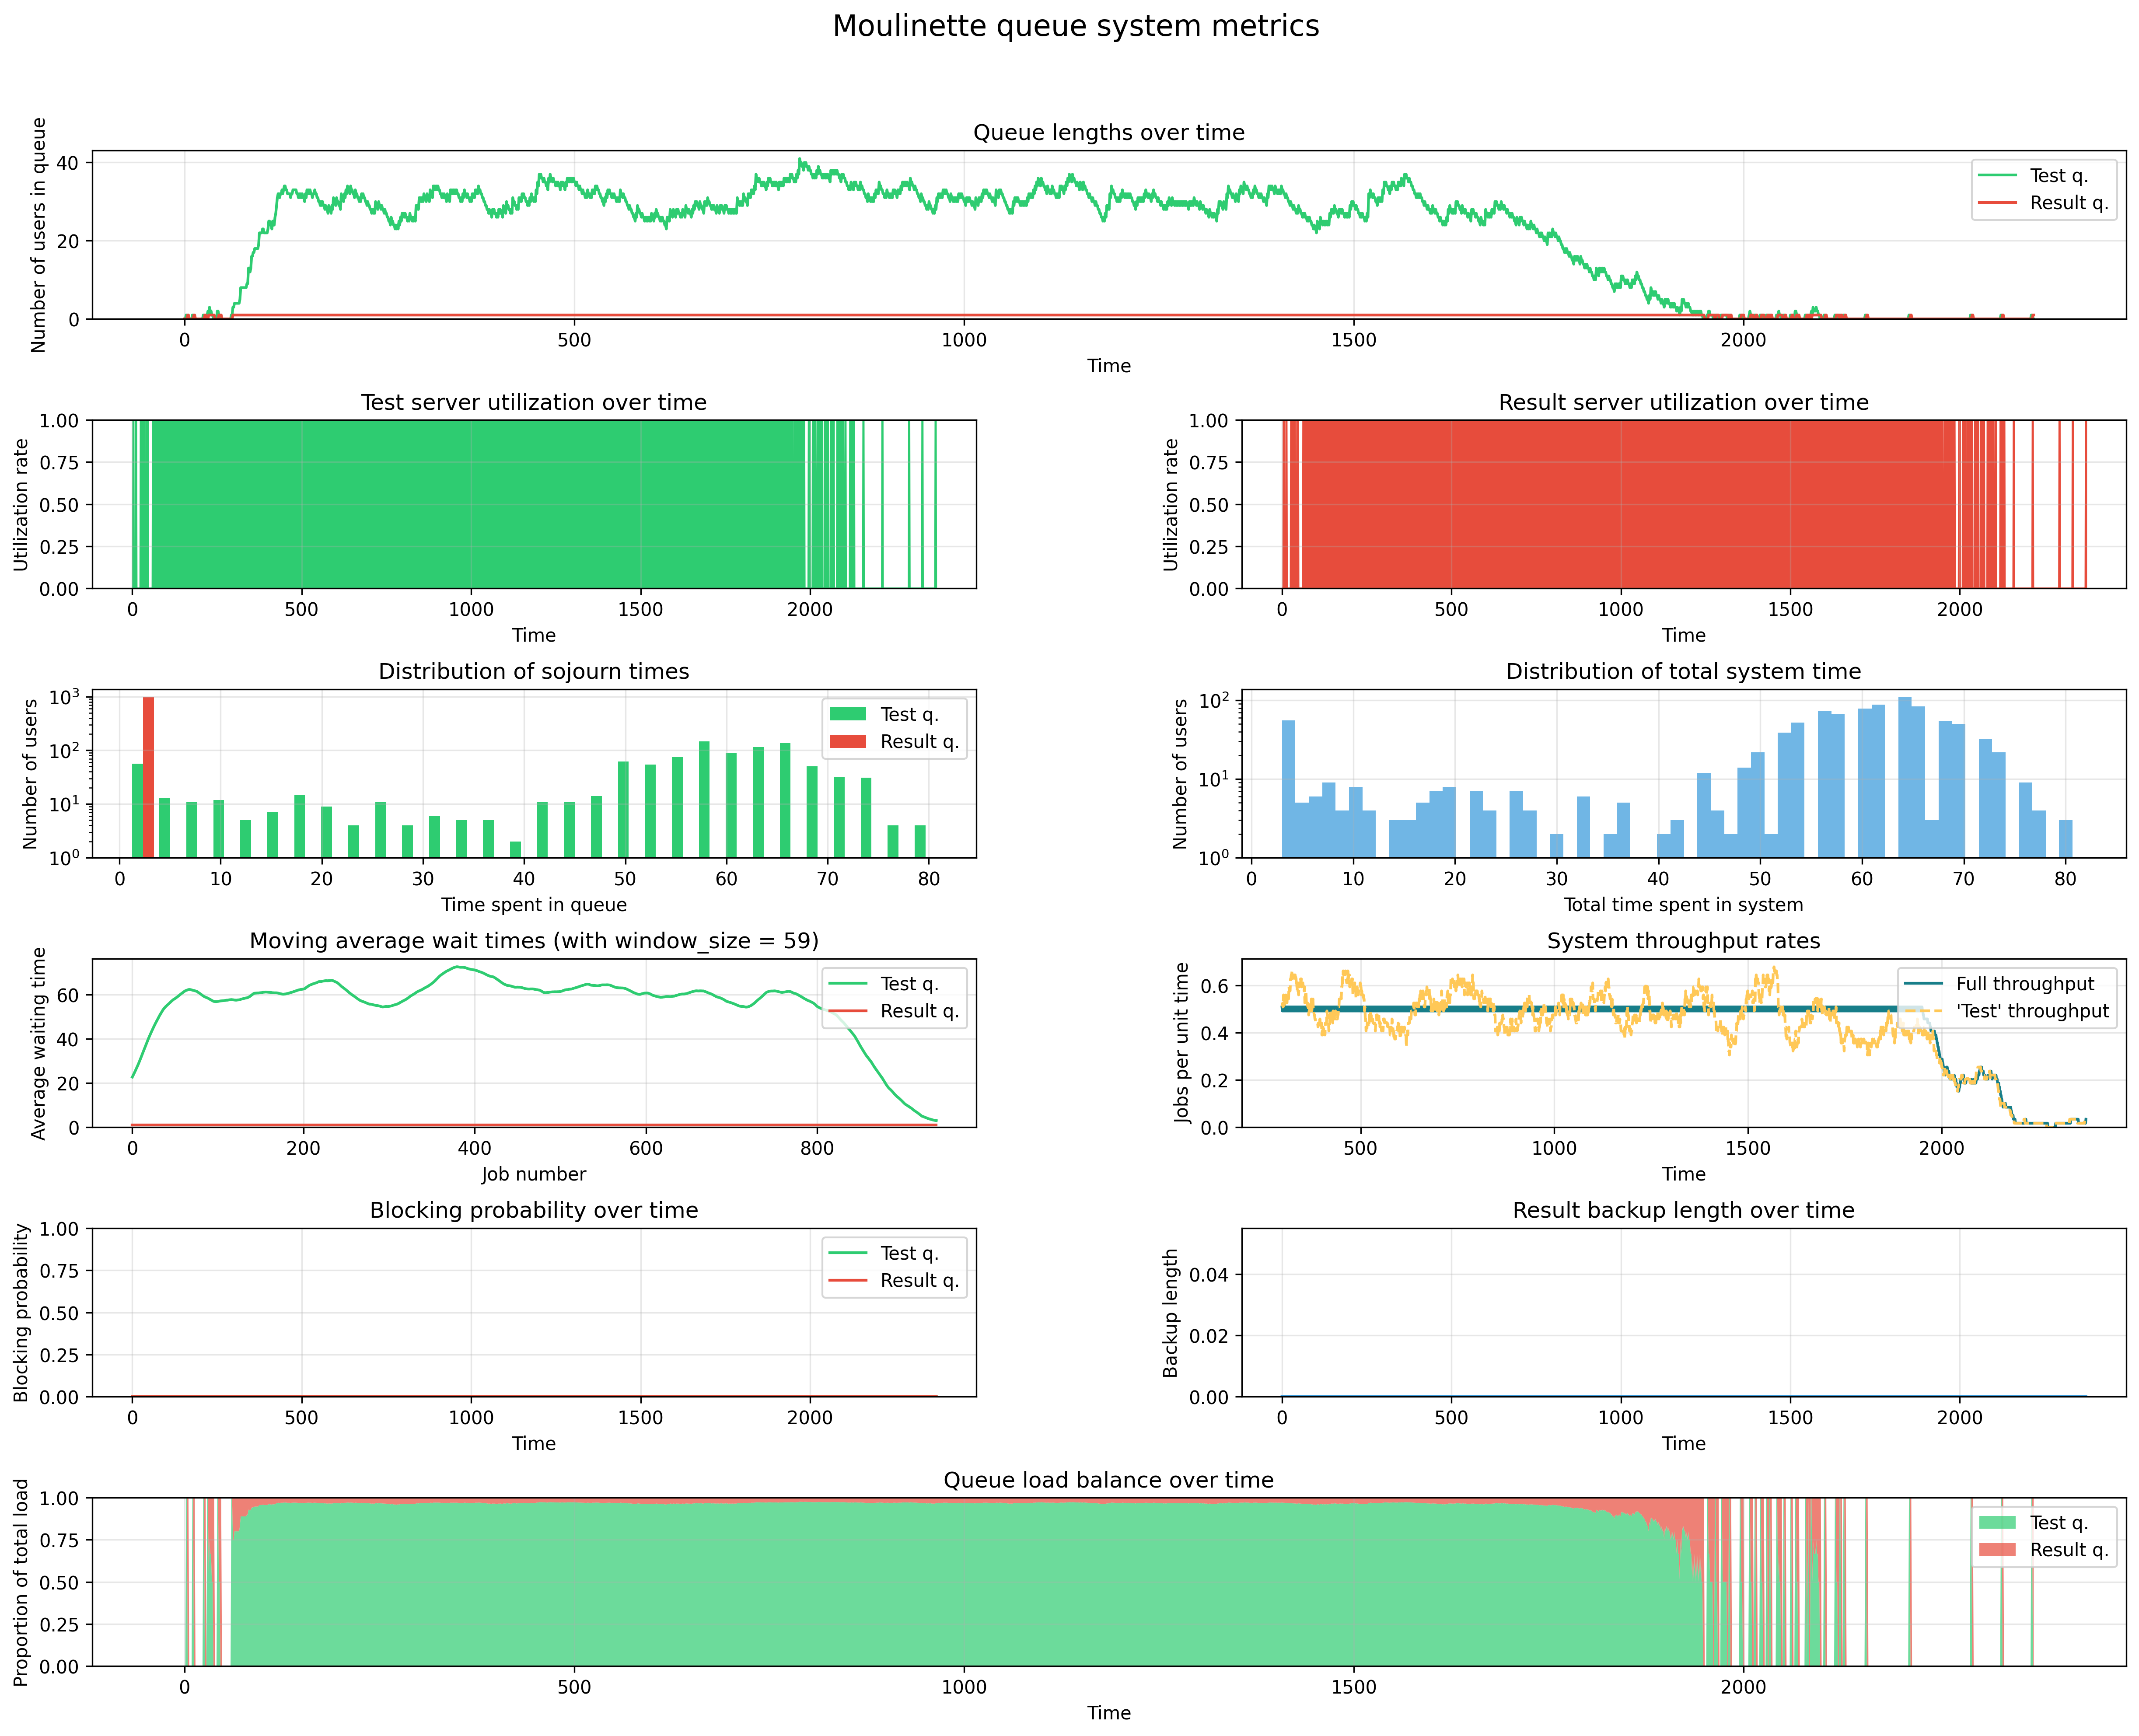 Moulinette queue system metrics
Queue lengths over time
Number of users in queue
40
20
0
Test q.
Result q.
0 500 1000 1500 2000
Time
Test server utilization over time
Utilization rate
1.00
0.75
0.50
0.25
0.00
0 500 1000 1500 2000
Time
Result server utilization over time
Utilization rate
1.00
0.75
0.50
0.25
0.00
0 500 1000 1500 2000
Time
Distribution of sojourn times
Number of users
10³
10²
10¹
10⁰
Test q.
Result q.
0 10 20 30 40 50 60 70 80
Time spent in queue
Distribution of total system time
Number of users
10²
10¹
10⁰
0 10 20 30 40 50 60 70 80
Total time spent in system
Moving average wait times (with window_size = 59)
Average waiting time
60
40
20
0
Test q.
Result q.
0 200 400 600 800
Job number
System throughput rates
Jobs per unit time
0.6
0.4
0.2
0.0
Full throughput
'Test' throughput
500 1000 1500 2000
Time
Blocking probability over time
Blocking probability
1.00
0.75
0.50
0.25
0.00
Test q.
Result q.
0 500 1000 1500 2000
Time
Result backup length over time
Backup length
0.04
0.02
0.00
0 500 1000 1500 2000
Time
Queue load balance over time
Proportion of total load
1.00
0.75
0.50
0.25
0.00
Test q.
Result q.
0 500 1000 1500 2000
Time